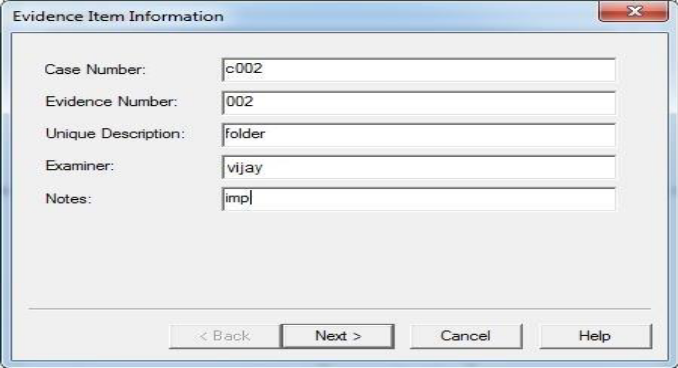 Evidence Item Information
Case Number: c002
Evidence Number: 002
Unique Description: folder
Examiner: vijay
Notes: imp
< Back Next > Cancel Help